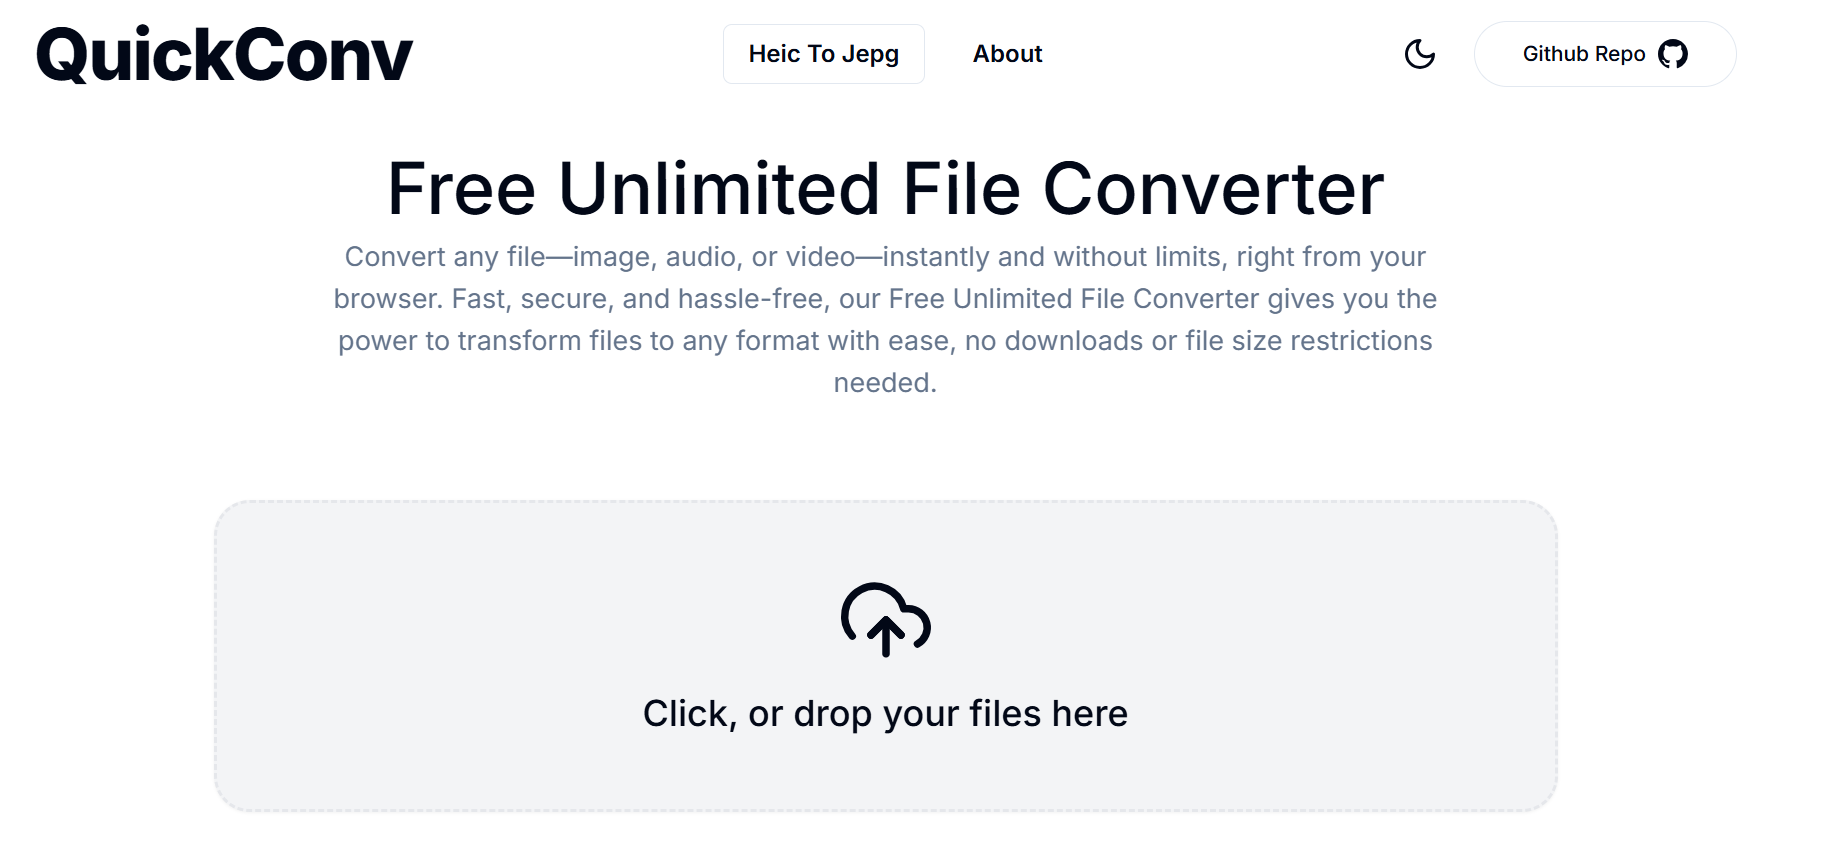 QuickConv
Heic To Jepg
About
Github Repo
Free Unlimited File Converter
Convert any file—image, audio, or video—instantly and without limits, right from your
browser. Fast, secure, and hassle-free, our Free Unlimited File Converter gives you the
power to transform files to any format with ease, no downloads or file size restrictions
needed.
Click, or drop your files here